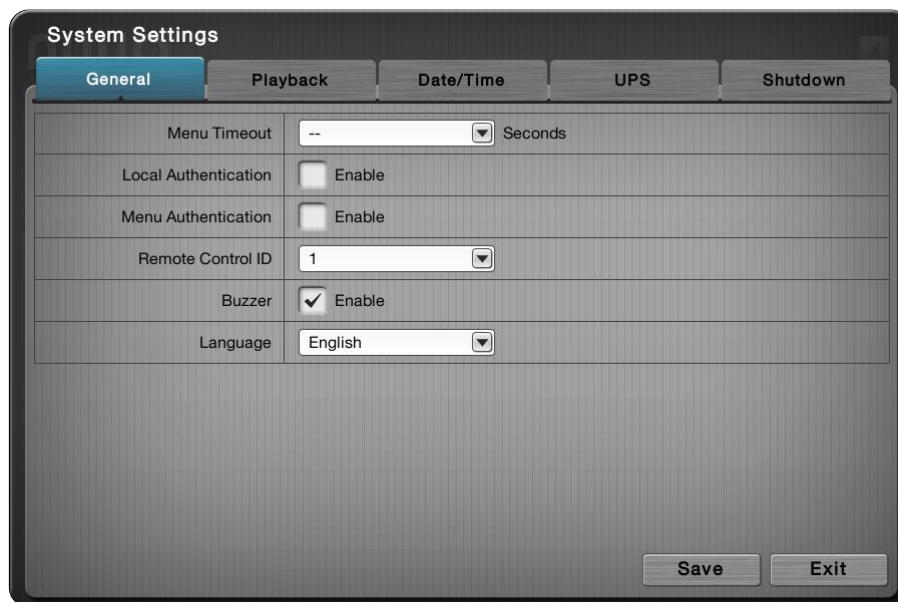 System Settings
General Playback Date/Time UPS Shutdown
Menu Timeout -- Seconds
Local Authentication Enable
Menu Authentication Enable
Remote Control ID 1
Buzzer Enable
Language English
Save Exit